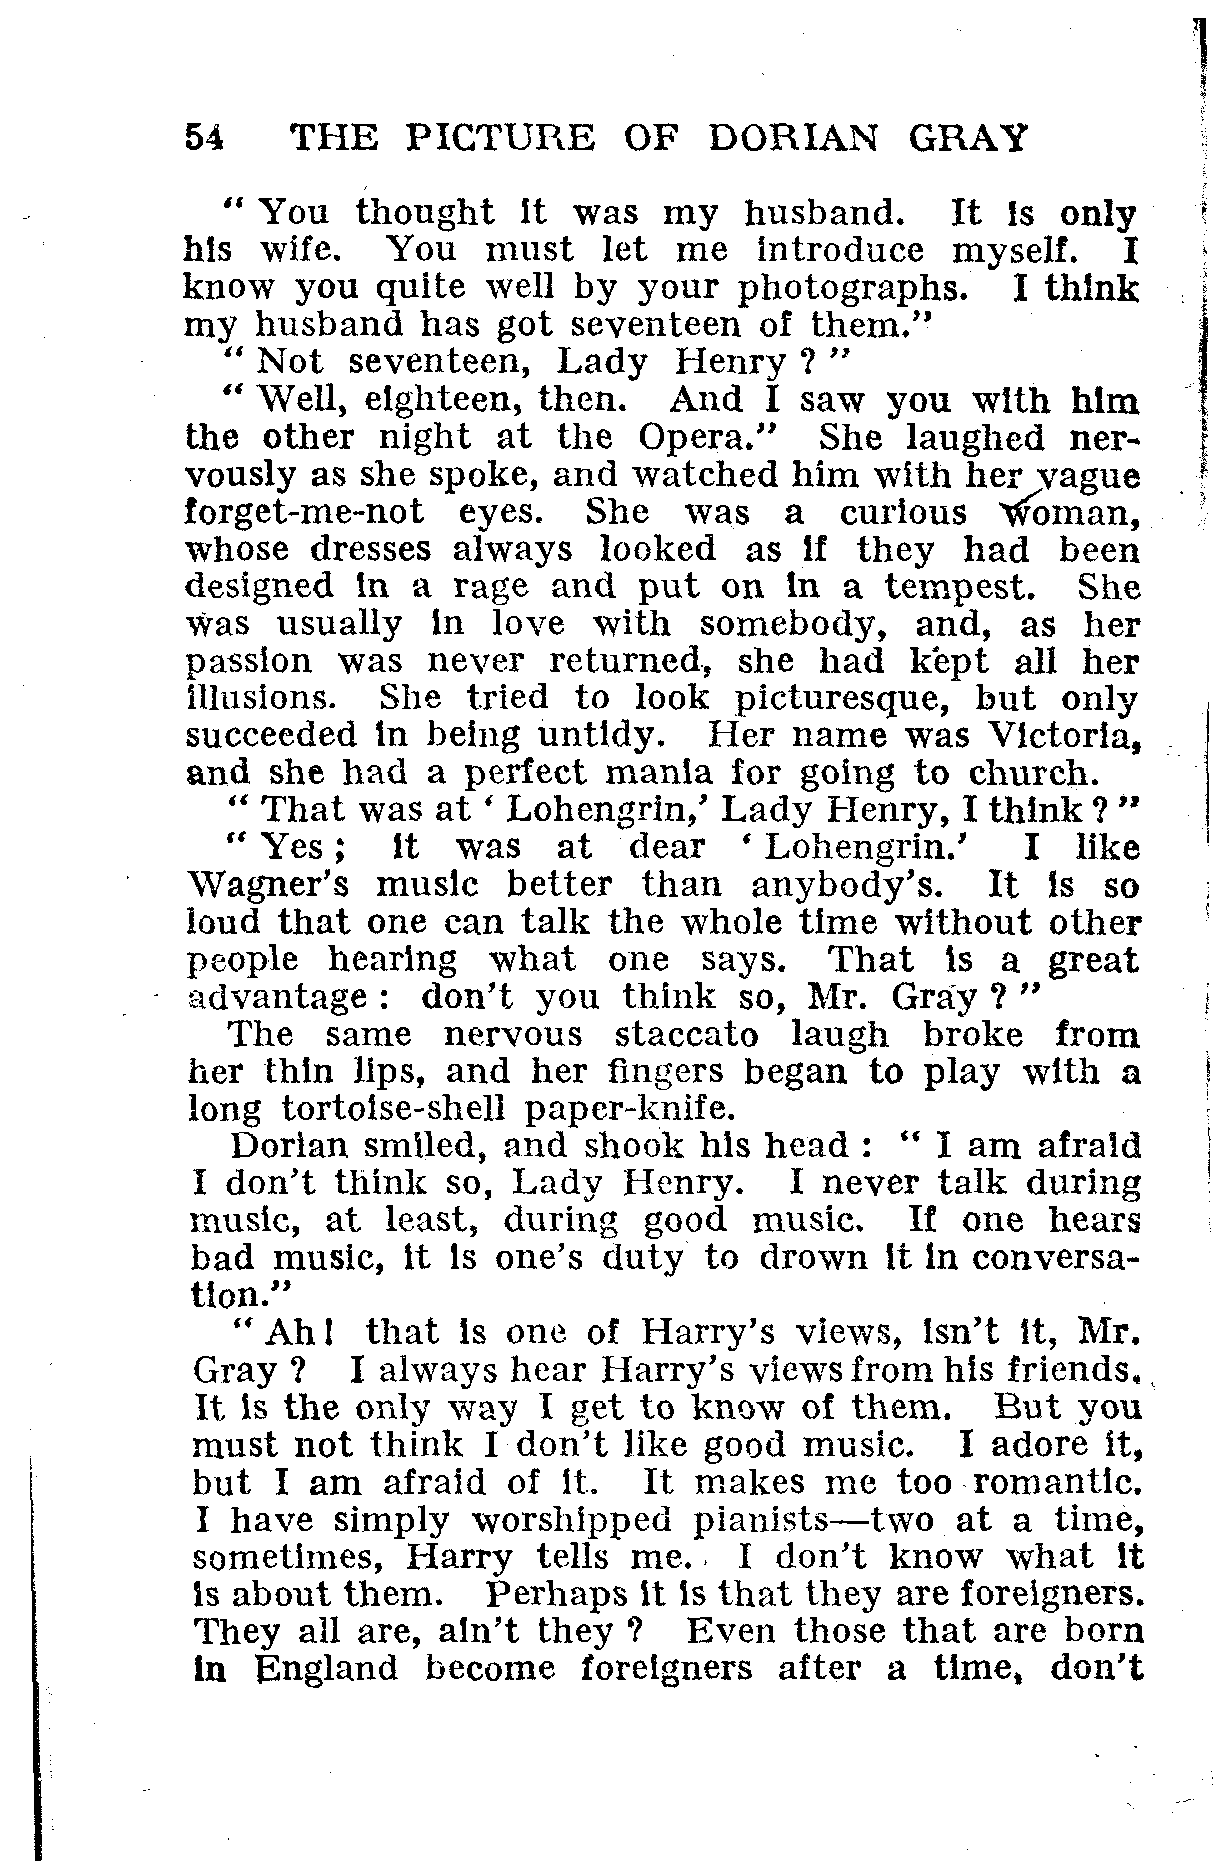 54 THE PICTURE OF DORIAN GRAY
“ You thought it was my husband. It is only
his wife. You must let me introduce myself. I
know you quite well by your photographs. I think
my husband has got seventeen of them.”
“ Not seventeen, Lady Henry ? ”
“ Well, eighteen, then. And I saw you with him
the other night at the Opera.” She laughed ner-
vously as she spoke, and watched him with her vague
forget-me-not eyes. She was a curious woman,
whose dresses always looked as if they had been
designed in a rage and put on in a tempest. She
was usually in love with somebody, and, as her
passion was never returned, she had kept all her
illusions. She tried to look picturesque, but only
succeeded in being untidy. Her name was Victoria,
and she had a perfect mania for going to church.
“ That was at ‘ Lohengrin,’ Lady Henry, I think ? ”
“ Yes ; it was at dear ‘ Lohengrin.’ I like
Wagner’s music better than anybody’s. It is so
loud that one can talk the whole time without other
people hearing what one says. That is a great
advantage : don’t you think so, Mr. Gray ? ”
The same nervous staccato laugh broke from
her thin lips, and her fingers began to play with a
long tortoise-shell paper-knife.
Dorian smiled, and shook his head : “ I am afraid
I don’t think so, Lady Henry. I never talk during
music, at least, during good music. If one hears
bad music, it is one’s duty to drown it in conversa-
tion.”
“ Ah ! that is one of Harry’s views, isn’t it, Mr.
Gray ? I always hear Harry’s views from his friends.
It is the only way I get to know of them. But you
must not think I don’t like good music. I adore it,
but I am afraid of it. It makes me too romantic.
I have simply worshipped pianists—two at a time,
sometimes, Harry tells me. I don’t know what it
is about them. Perhaps it is that they are foreigners.
They all are, ain’t they ? Even those that are born
in England become foreigners after a time, don’t